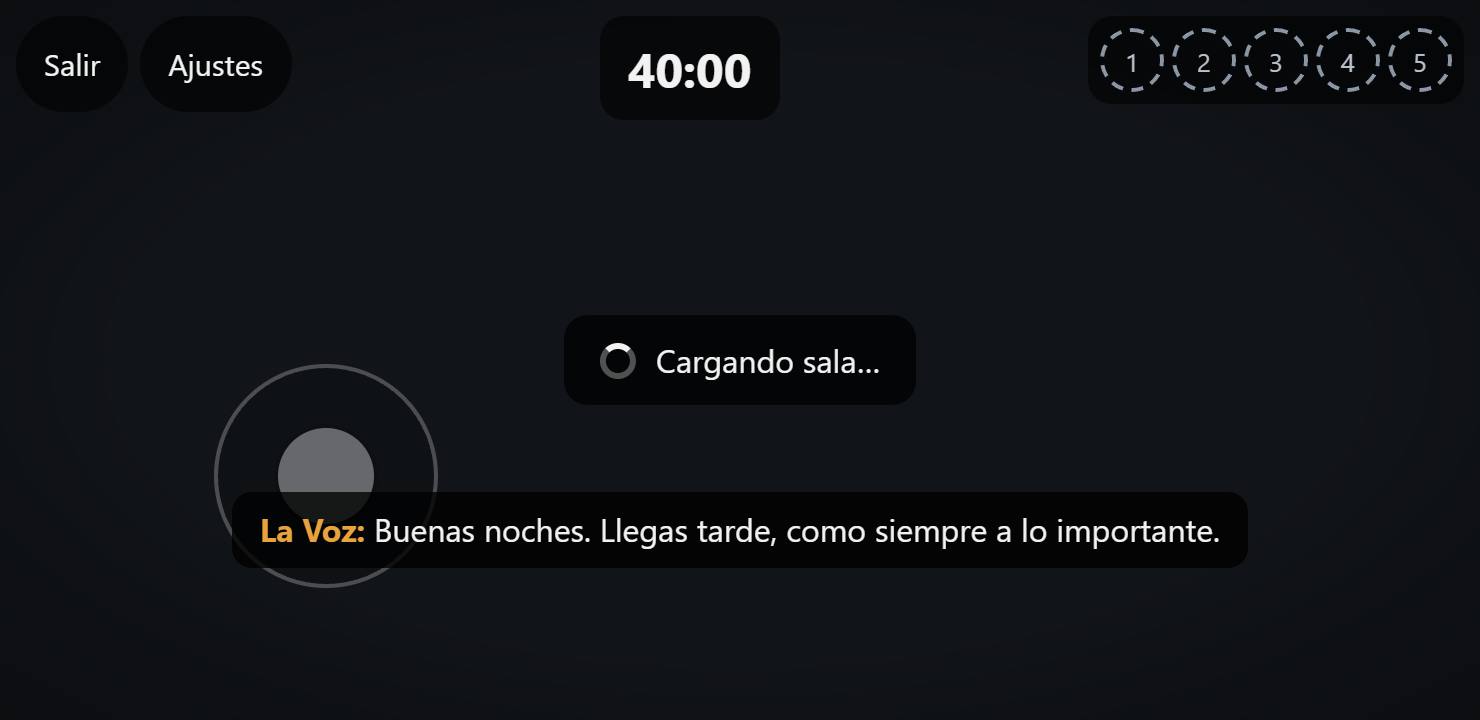 Salir
Ajustes
40:00
1 2 3 4 5
Cargando sala...
La Voz: Buenas noches. Llegas tarde, como siempre a lo importante.